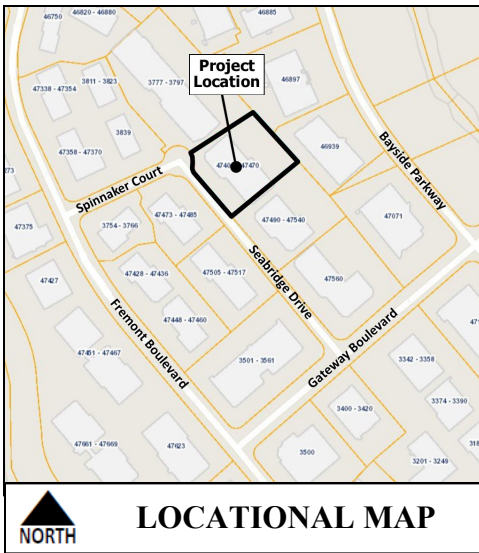 46750
46820 - 46880
46885
Project
Location
47338 - 47354
3811 - 3823
3777 - 3797
46897
3839
47358 - 47370
46939
Bayside Parkway
Spinnaker Court
47375
3754 - 3766
47473 - 47485
47490 - 47540
47071
47427
47428 - 47436
47505 - 47517
Seabridge Drive
47560
47448 - 47460
Fremont Boulevard
Gateway Boulevard
47451 - 47467
3501 - 3561
3342 - 3358
3374 - 3390
3400 - 3420
47661 - 47669
47623
3500
3201 - 3249
NORTH
LOCATIONAL MAP